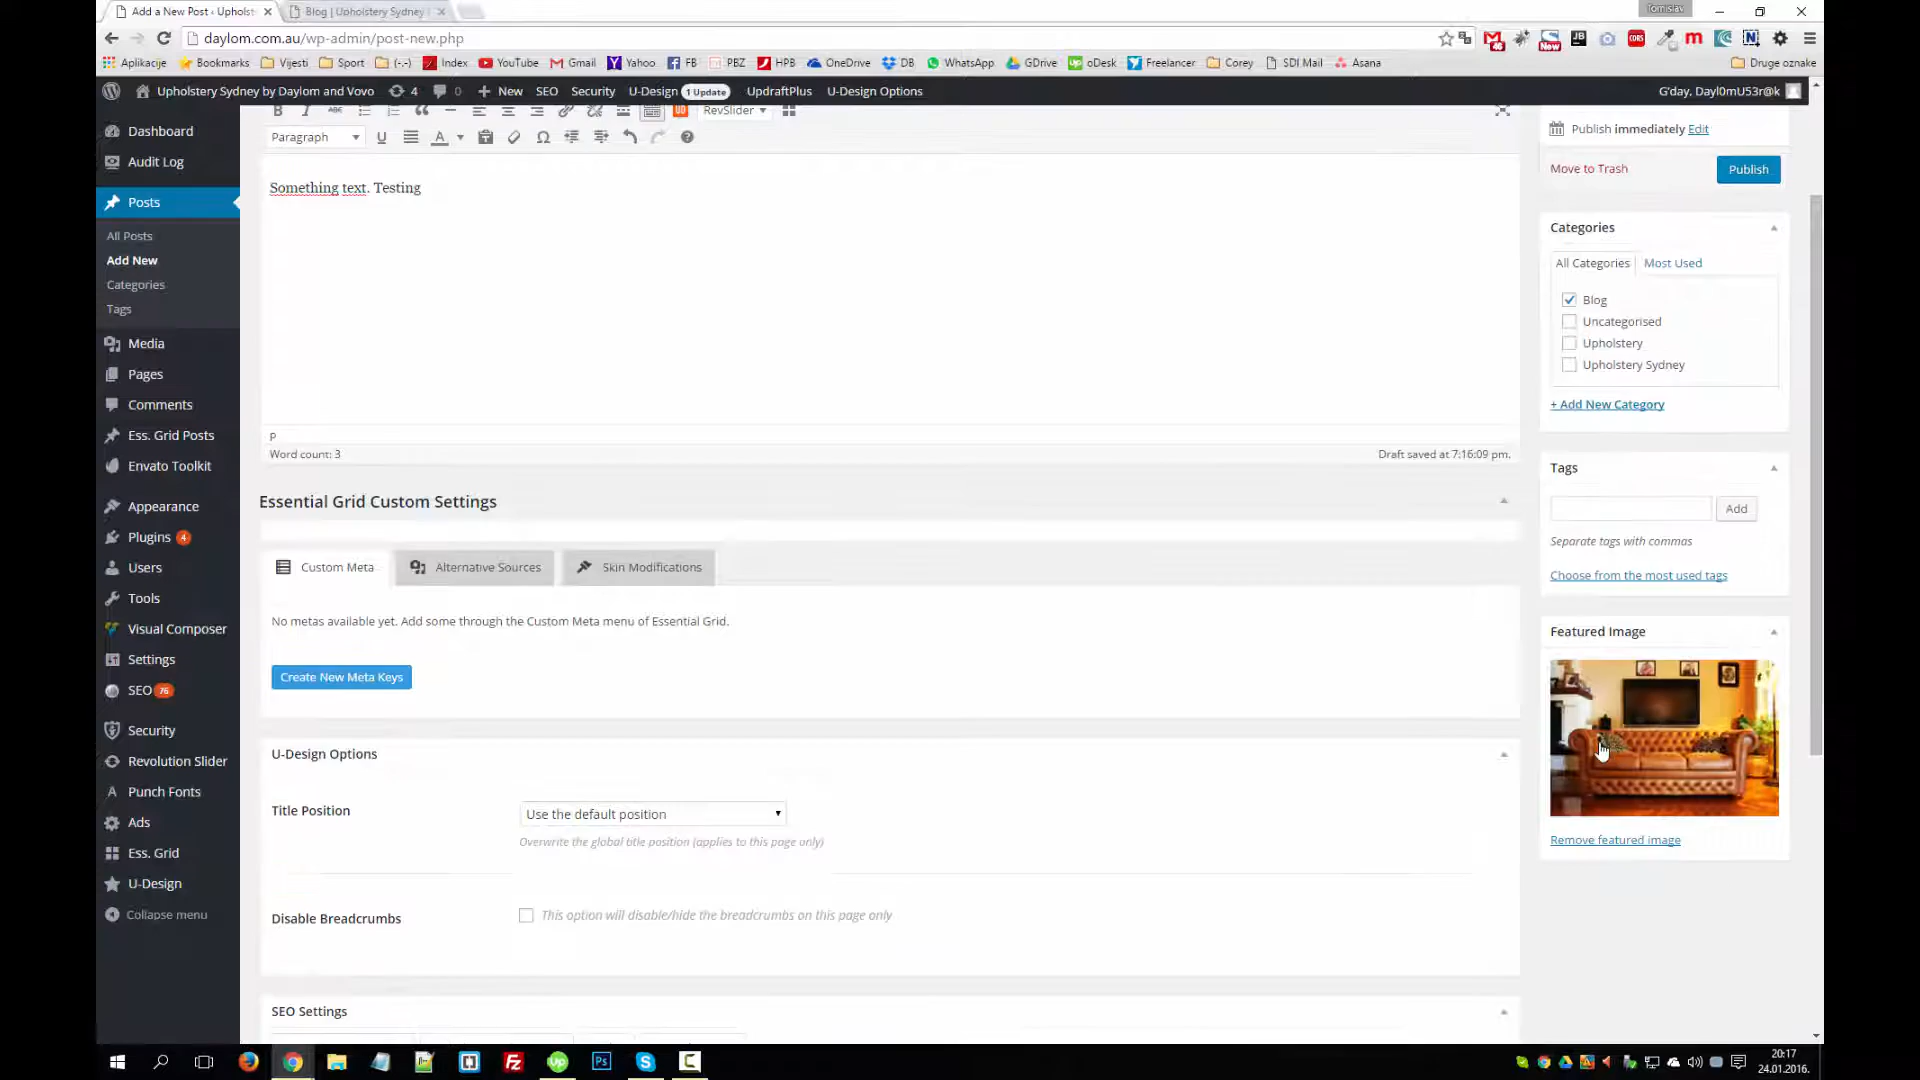 Add a New Post ‹ Upholst
Blog | Upholstery Sydney
Tomislav
daylom.com.au/wp-admin/post-new.php
Aplikacije
Bookmarks
Vijesti
Sport
(-.-)
Index
YouTube
Gmail
Yahoo
FB
PBZ
HPB
OneDrive
DB
WhatsApp
GDrive
oDesk
Freelancer
Corey
SDI Mail
Asana
Druge oznake
Upholstery Sydney by Daylom and Vovo
4
0
New
SEO
Security
U-Design 1 Update
UpdraftPlus
U-Design Options
G'day, Dayl0mU53r@k
Dashboard
Audit Log
Posts
All Posts
Add New
Categories
Tags
Media
Pages
Comments
Ess. Grid Posts
Envato Toolkit
Appearance
Plugins 4
Users
Tools
Visual Composer
Settings
SEO 76
Security
Revolution Slider
Punch Fonts
Ads
Ess. Grid
U-Design
Collapse menu
B I ABC
RevSlider
Paragraph
Something text. Testing
P
Word count: 3
Draft saved at 7:16:09 pm.
Essential Grid Custom Settings
Custom Meta
Alternative Sources
Skin Modifications
No metas available yet. Add some through the Custom Meta menu of Essential Grid.
Create New Meta Keys
U-Design Options
Title Position
Use the default position
Overwrite the global title position (applies to this page only)
Disable Breadcrumbs
This option will disable/hide the breadcrumbs on this page only
SEO Settings
Publish immediately Edit
Move to Trash
Publish
Categories
All Categories
Most Used
Blog
Uncategorised
Upholstery
Upholstery Sydney
+ Add New Category
Tags
Add
Separate tags with commas
Choose from the most used tags
Featured Image
Remove featured image
20:17
24.01.2016.